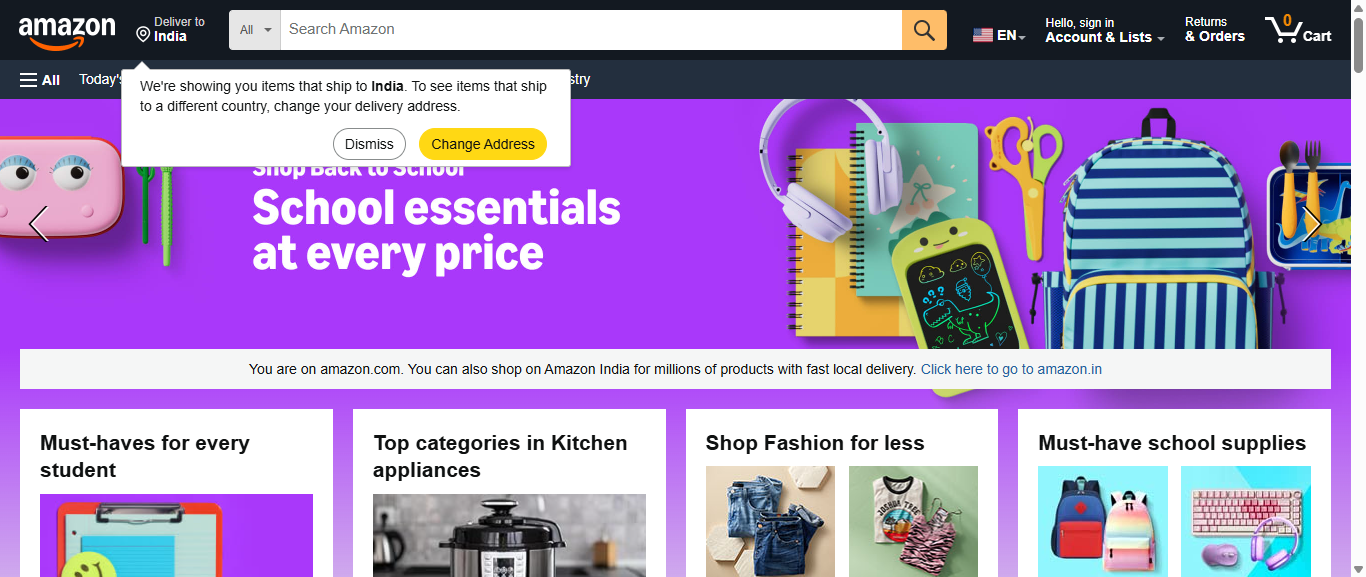 amazon
Deliver to
India
All
Search Amazon
EN
Hello, sign in
Account & Lists
Returns
& Orders
0
Cart
All
Today's
stry
We're showing you items that ship to India. To see items that ship
to a different country, change your delivery address.
Dismiss
Change Address
Shop Back to School
School essentials
at every price
You are on amazon.com. You can also shop on Amazon India for millions of products with fast local delivery. Click here to go to amazon.in
Must-haves for every
student
Top categories in Kitchen
appliances
Shop Fashion for less
Must-have school supplies
JOSHUA TREE